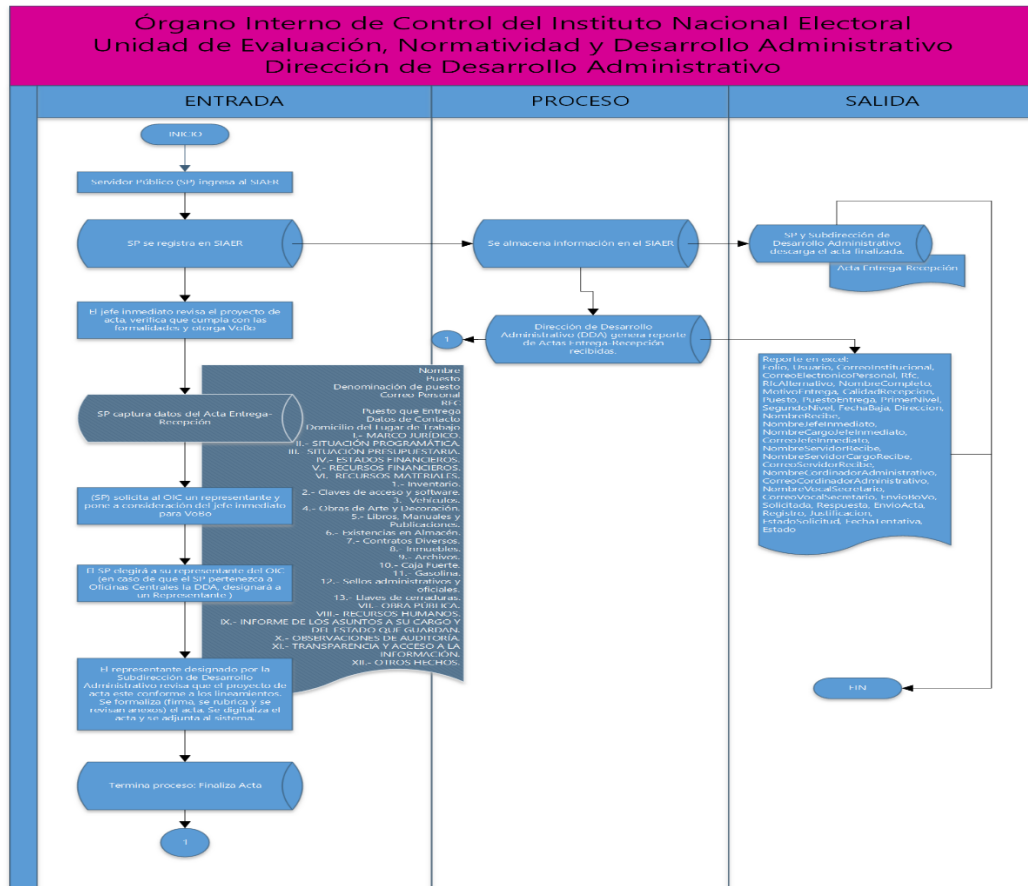 Órgano Interno de Control del Instituto Nacional Electoral
Unidad de Evaluación, Normatividad y Desarrollo Administrativo
Dirección de Desarrollo Administrativo
ENTRADA
PROCESO
SALIDA
INICIO
Servidor Público (SP) ingresa al SIAER
SP se registra en SIAER
Se almacena información en el SIAER
SP y Subdirección de
Desarrollo Administrativo
descarga el acta finalizada.
Acta Entrega-Recepción
El jefe inmediato revisa el proyecto de
acta, verifica que cumpla con las
formalidades y otorga VoBo
1
Dirección de Desarrollo
Administrativo (DDA) genera reporte
de Actas Entrega-Recepción
recibidas.
Reporte en excel:
Folio, Usuario, CorreoInstitucional,
CorreoElectronicoPersonal, Rfc,
RfcAlternativo, NombreCompleto,
MotivoEntrega, CalidadRecepcion,
Puesto, PuestoEntrega, PrimerNivel,
SegundoNivel, FechaBaja, Direccion,
NombreRecibe,
NombreJefeInmediato,
NombreCargoJefeInmediato,
CorreoJefeInmediato,
NombreServidorRecibe,
NombreServidorCargoRecibe,
CorreoServidorRecibe,
NombreCordinadorAdministrativo,
CorreoCordinadorAdministrativo,
NombreVocalSecretario,
CorreoVocalSecretario, EnvioBoVo,
Solicitada, Respuesta, EnvioActa,
Registro, Justificacion,
EstadoSolicitud, FechaTentativa,
Estado
SP captura datos del Acta Entrega-
Recepción
Nombre
Puesto
Denominación de puesto
Correo Personal
RFC
Puesto que Entrega
Datos de Contacto
Domicilio del Lugar de Trabajo
I.- MARCO JURÍDICO.
II.- SITUACIÓN PROGRAMÁTICA.
III.- SITUACIÓN PRESUPUESTARIA.
IV.- ESTADOS FINANCIEROS.
V.- RECURSOS FINANCIEROS.
VI.- RECURSOS MATERIALES.
1.- Inventario.
2.- Claves de acceso y software.
3.- Vehículos.
4.- Obras de Arte y Decoración.
5.- Libros, Manuales y
Publicaciones.
6.- Existencias en Almacén.
7.- Contratos Diversos.
8.- Inmuebles.
9.- Archivos.
10.- Caja Fuerte.
11.- Gasolina.
12.- Sellos administrativos y
oficiales.
13.- Llaves de cerraduras.
VII.- OBRA PÚBLICA.
VIII.- RECURSOS HUMANOS.
IX.- INFORME DE LOS ASUNTOS A SU CARGO Y
DEL ESTADO QUE GUARDAN.
X.- OBSERVACIONES DE AUDITORÍA.
XI.- TRANSPARENCIA Y ACCESO A LA
INFORMACIÓN.
XII.- OTROS HECHOS.
(SP) solicita al OIC un representante y
pone a consideración del jefe inmediato
para VoBo
El SP elegirá a su representante del OIC
(en caso de que el SP pertenezca a
Oficinas Centrales la DDA, designará a
un Representante )
El representante designado por la
Subdirección de Desarrollo
Administrativo revisa que el proyecto de
acta este conforme a los lineamientos.
Se formaliza (firma, se rubrica y se
revisan anexos) el acta. Se digitaliza el
acta y se adjunta al sistema.
FIN
Termina proceso: Finaliza Acta
1